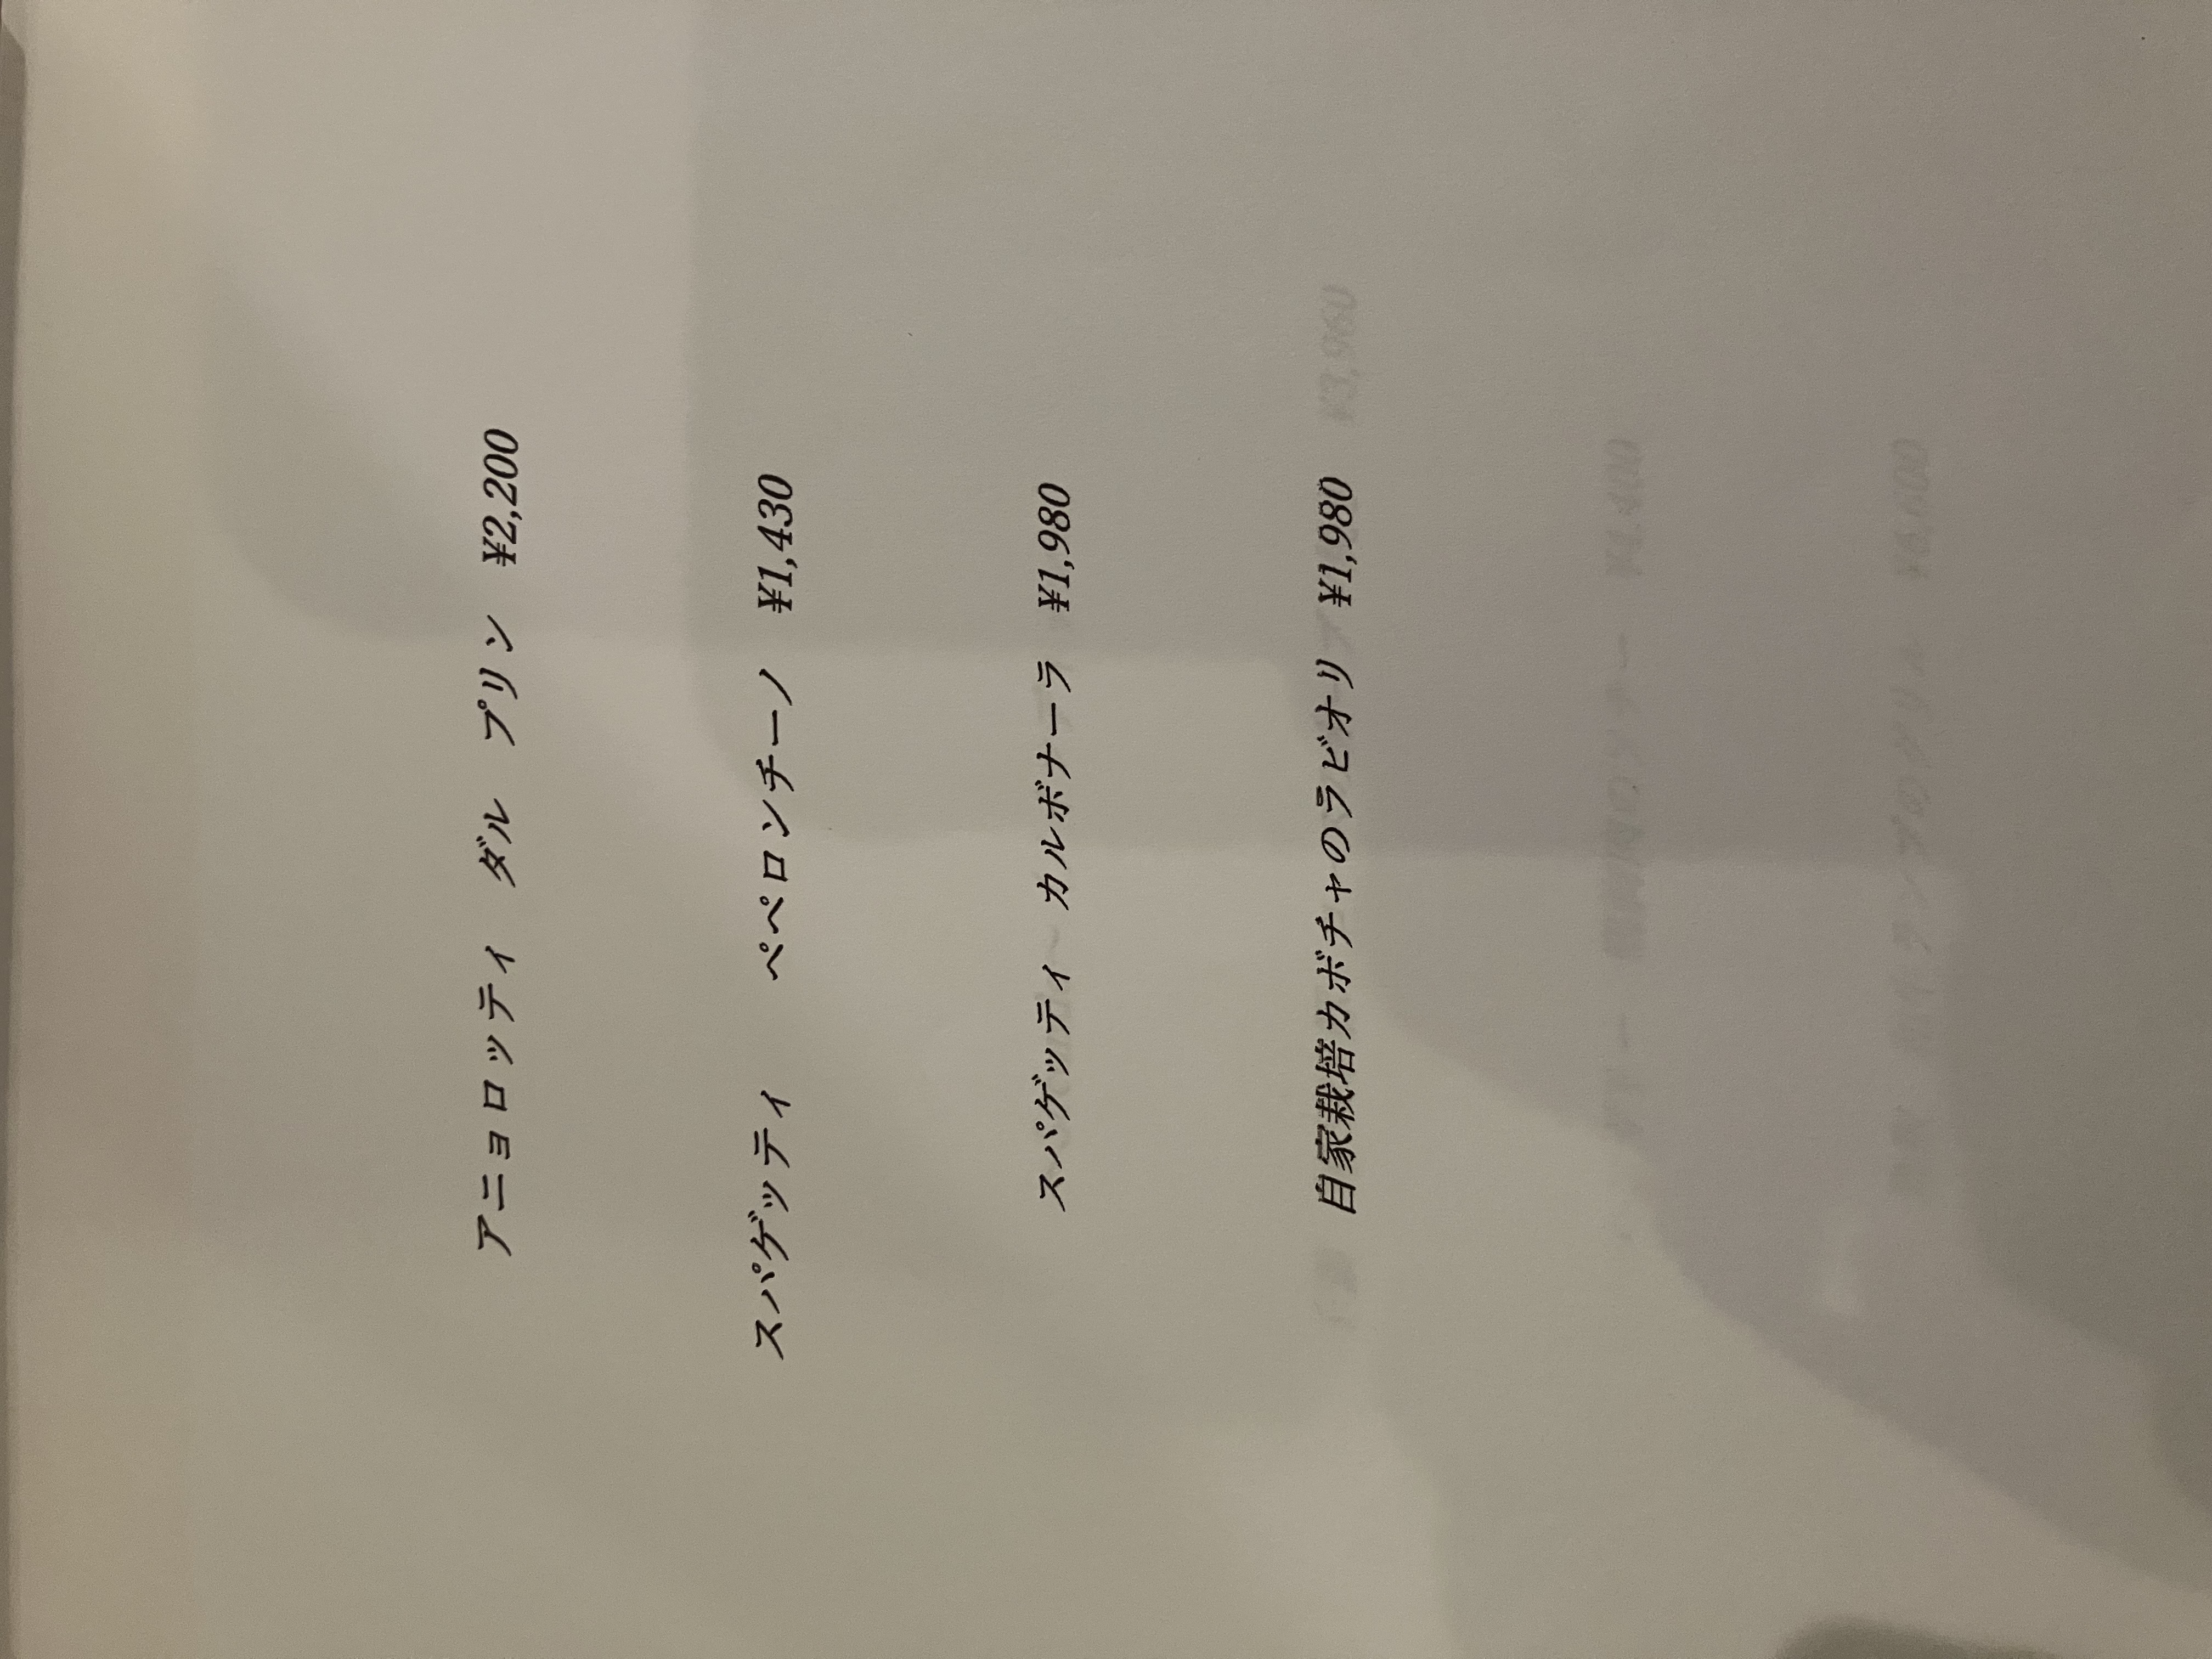 アニョロッティ　ダル　プリン　¥2,200
スパゲッティ　　ペペロンチーノ　¥1,430
スパゲッティ　カルボナーラ　¥1,980
自家栽培カボチャのラビオリ　¥1,980